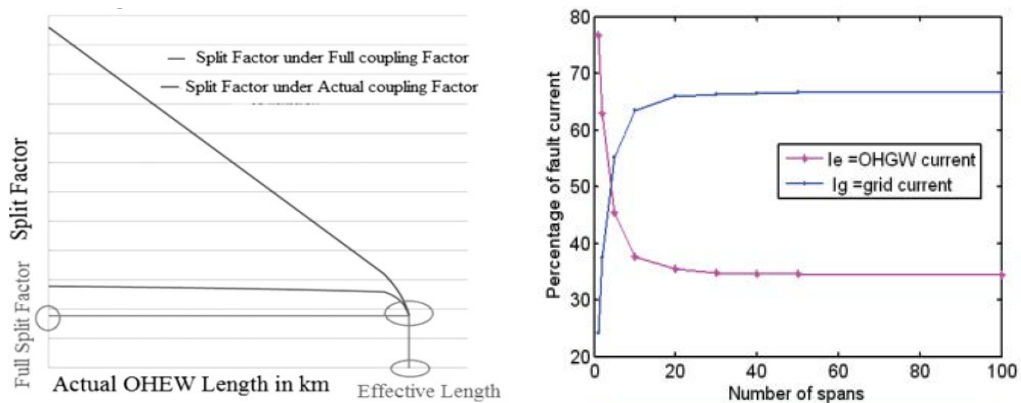 Split Factor under Full coupling Factor
Split Factor under Actual coupling Factor
Split Factor
Full Split Factor
Actual OHEW Length in km
Effective Length
80
70
60
50
40
30
20
Percentage of fault current
Ie =OHGW current
Ig =grid current
0
20
40
60
80
100
Number of spans